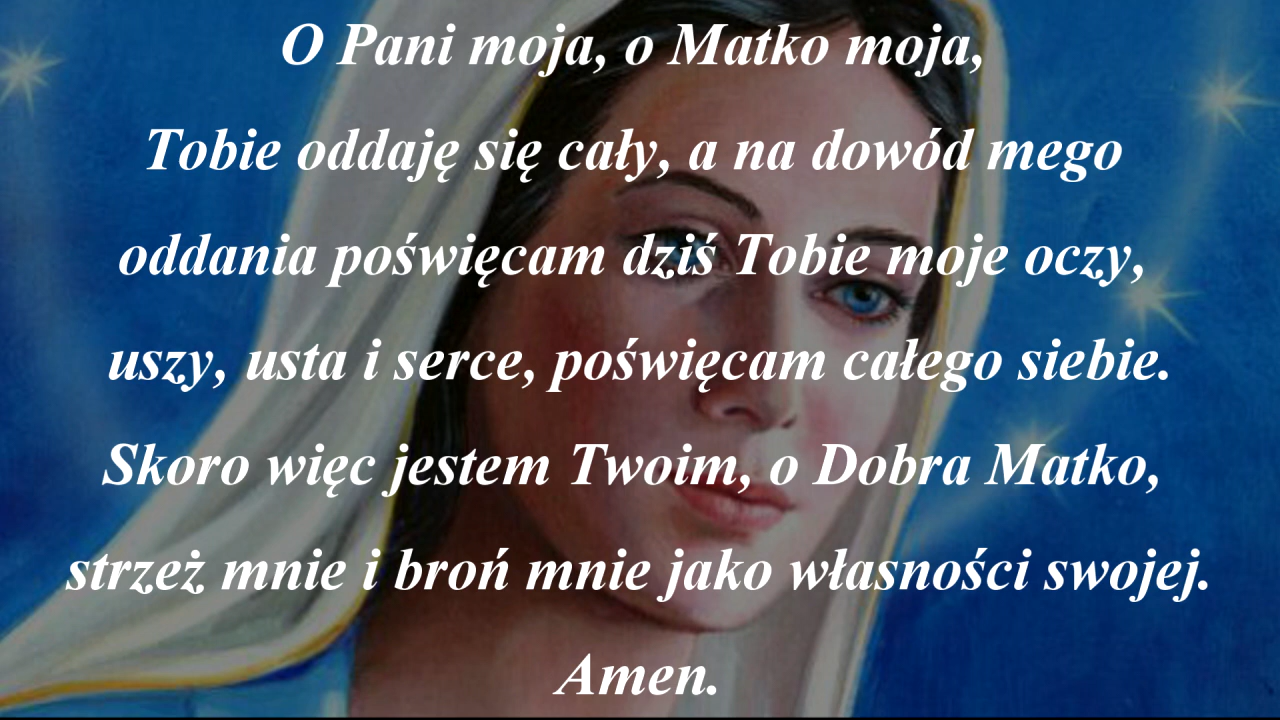 O Pani moja, o Matko moja,
Tobie oddaję się cały, a na dowód mego
oddania poświęcam dziś Tobie moje oczy,
uszy, usta i serce, poświęcam całego siebie.
Skoro więc jestem Twoim, o Dobra Matko,
strzeż mnie i broń mnie jako własności swojej.
Amen.